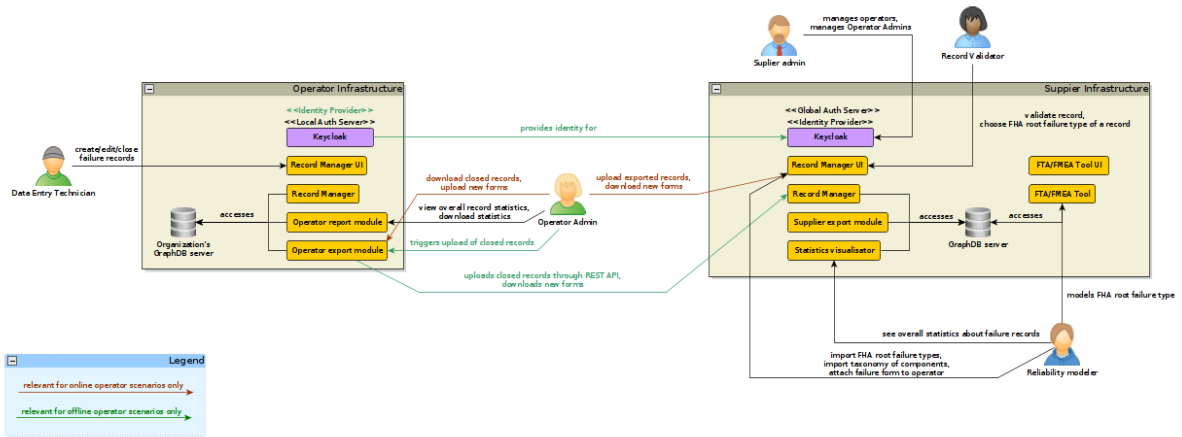 manages operators,
manages Operator Admins
Suplier admin
Record Validator
Operator Infrastructure
<<Identity Provider>>
<<Local Auth Server>>
Keycloak
provides identity for
Suppier Infrastructure
<<Global Auth Server>>
<<Identity Provider>>
Keycloak
validate record,
choose FHA root failure type of a record
create/edit/close
failure records
Data Entry Technician
Record Manager UI
Record Manager
accesses
Operator report module
Operator export module
Organization's
GraphDB server
download closed records,
upload new forms
upload exported records,
download new forms
view overall record statistics,
download statistics
Operator Admin
triggers upload of closed records
uploads closed records through REST API,
downloads new forms
Record Manager UI
Record Manager
Supplier export module
Statistics visualisator
accesses
GraphDB server
accesses
FTA/FMEA Tool UI
FTA/FMEA Tool
models FHA root failure type
see overall statistics about failure records
import FHA root failure types,
import taxonomy of components,
attach failure form to operator
Reliability modeler
Legend
relevant for online operator scenarios only
relevant for offline operator scenarios only